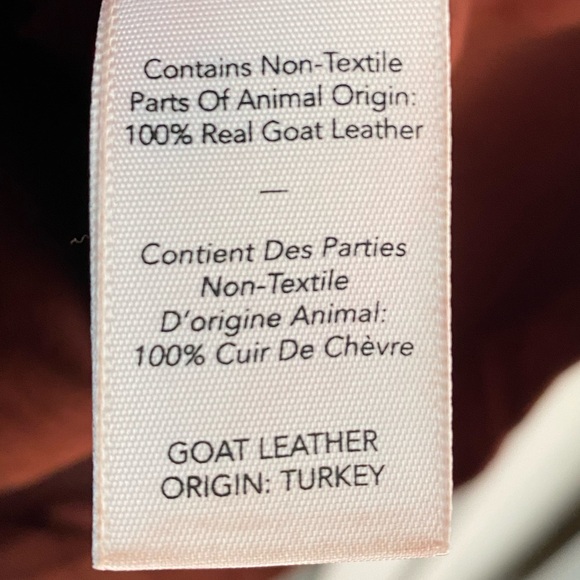 Contains Non-Textile
Parts Of Animal Origin:
100% Real Goat Leather
—
Contient Des Parties
Non-Textile
D'origine Animal:
100% Cuir De Chèvre
GOAT LEATHER
ORIGIN: TURKEY